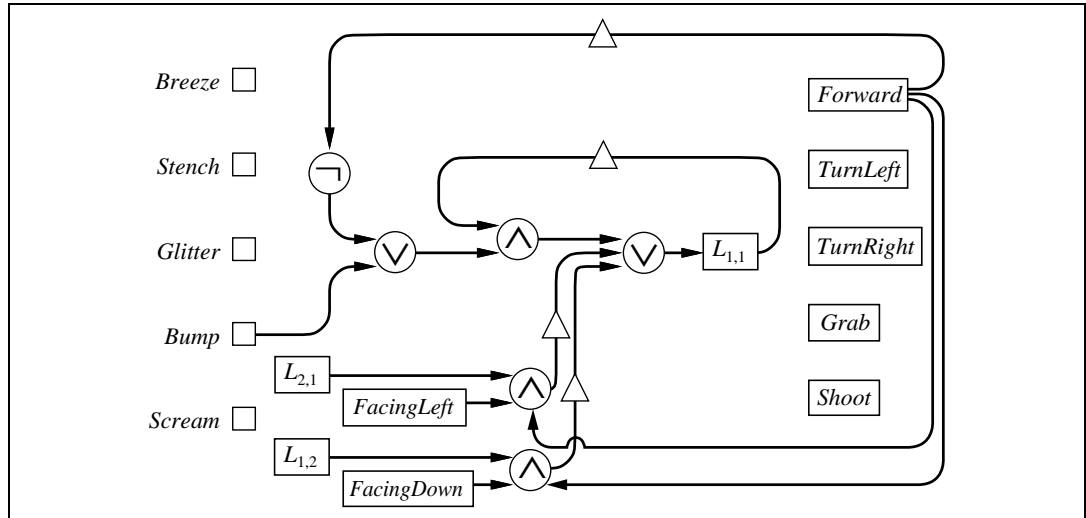 Breeze
Stench
Glitter
Bump
Scream
¬
∨
∧
∨
L1,1
L2,1
FacingLeft
∧
L1,2
FacingDown
∧
Forward
TurnLeft
TurnRight
Grab
Shoot